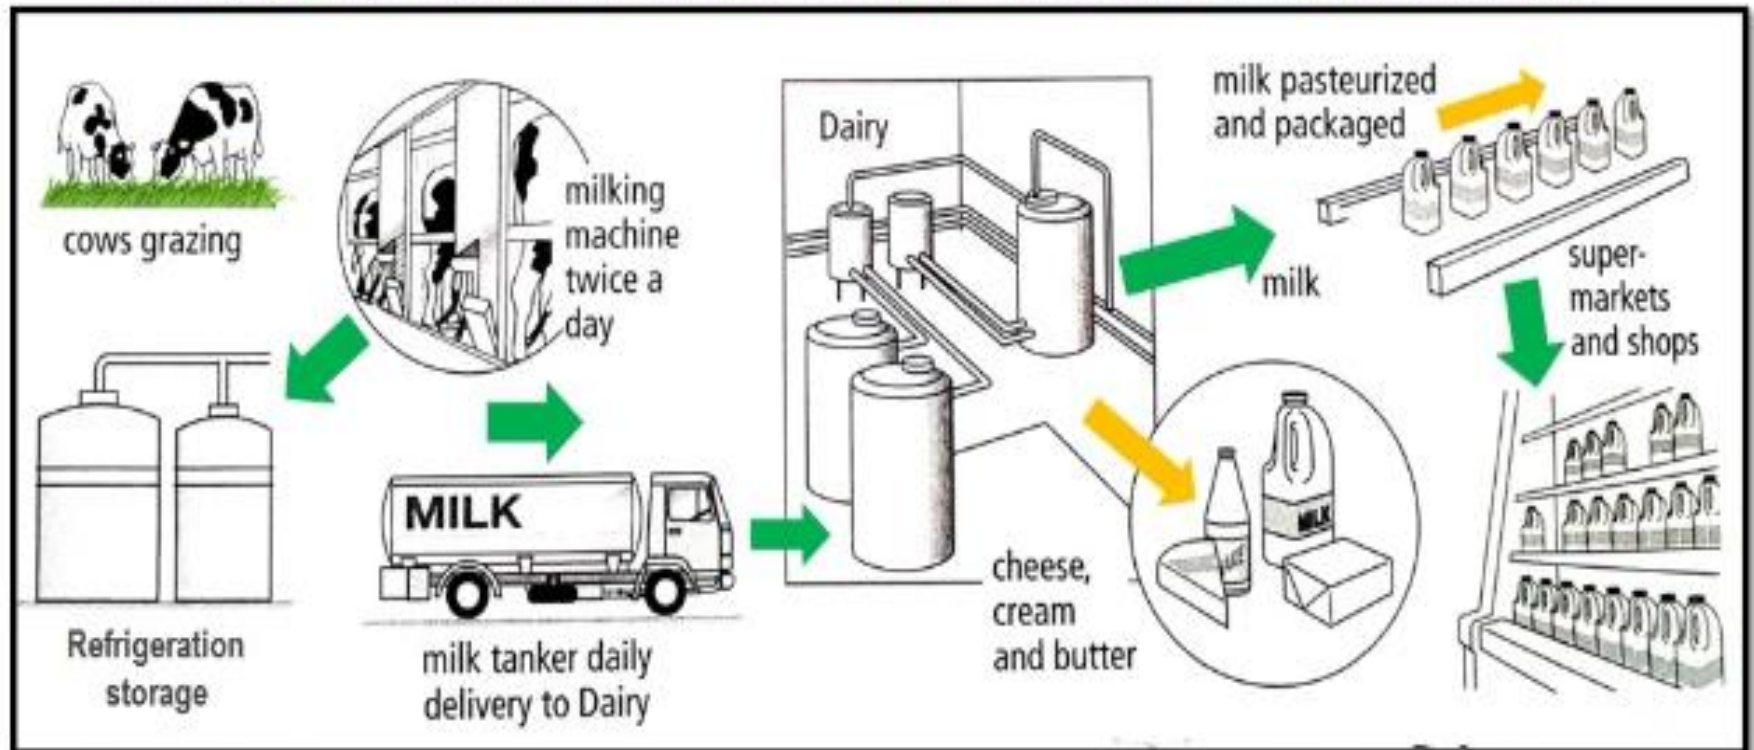 cows grazing
milking
machine
twice a
day
Refrigeration
storage
MILK
milk tanker daily
delivery to Dairy
Dairy
milk
milk pasteurized
and packaged
cheese,
cream
and butter
MILK
super-
markets
and shops